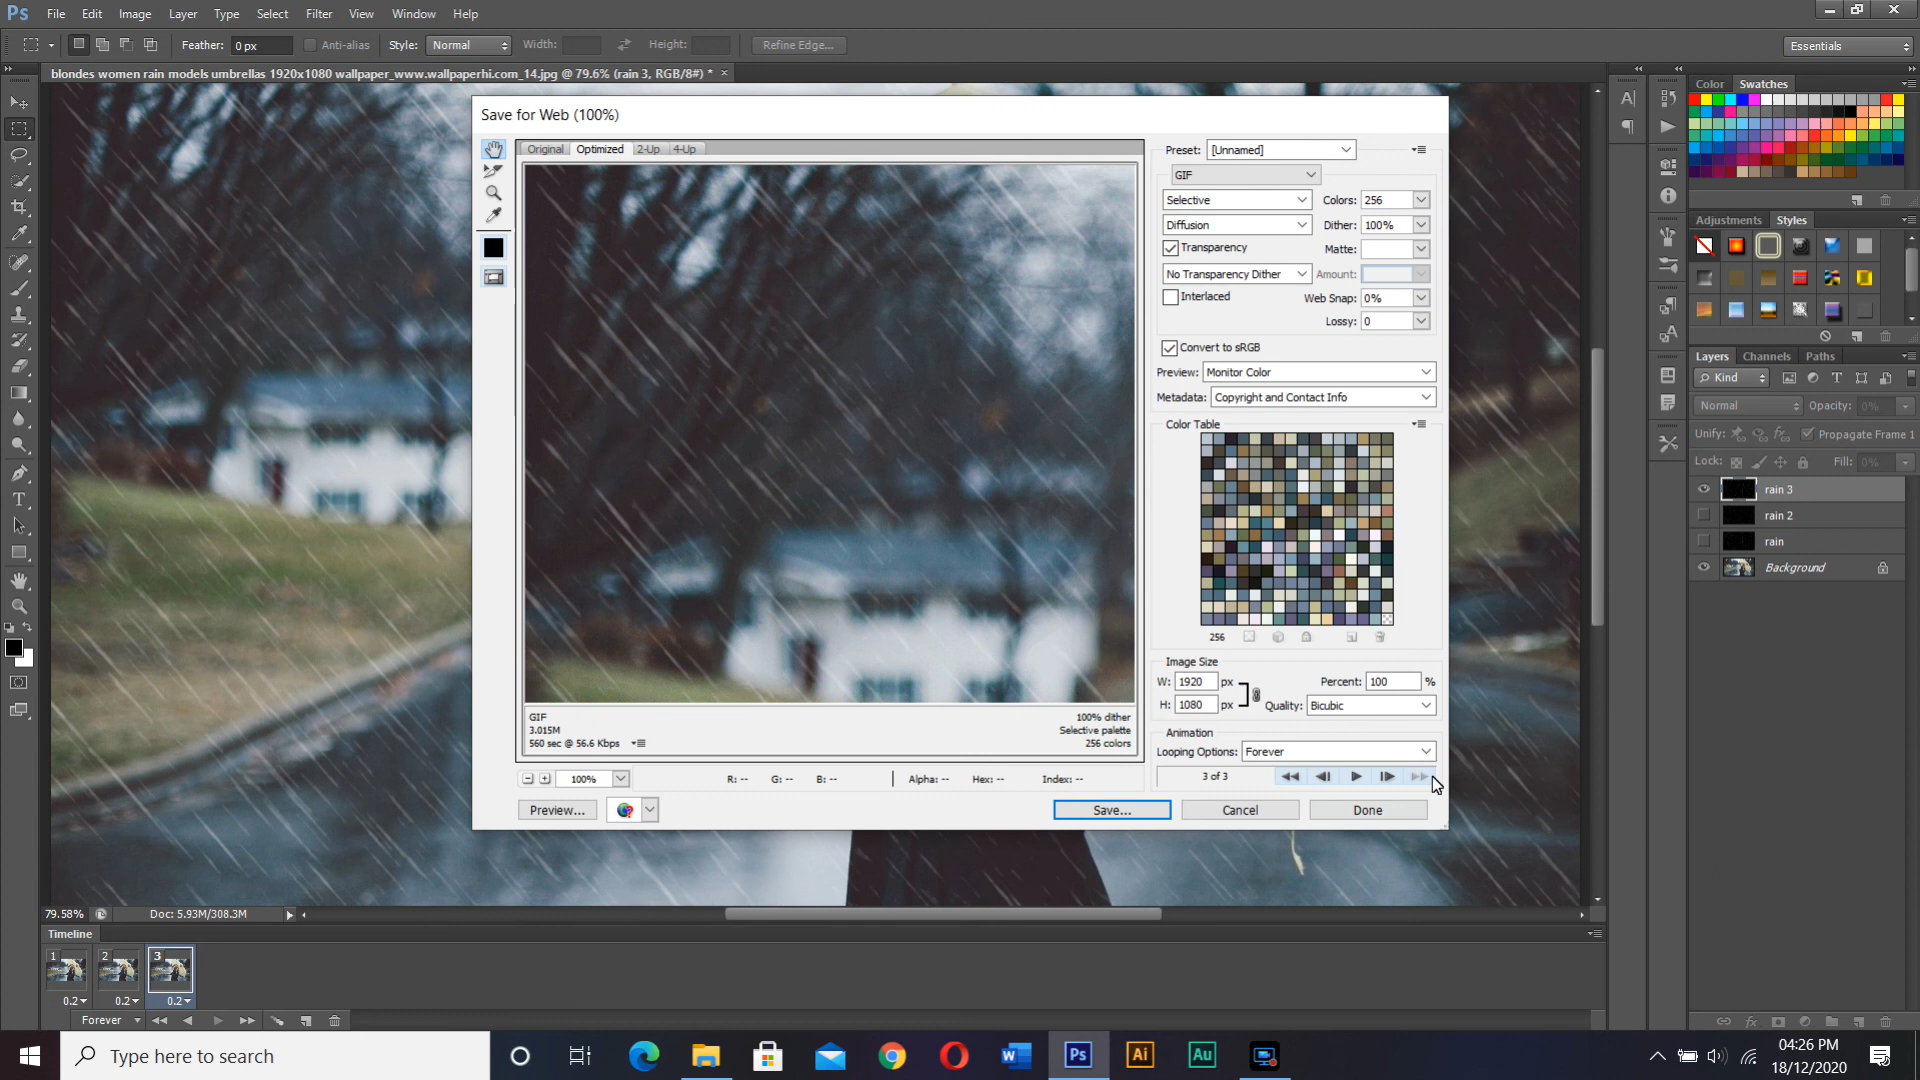 Ps File Edit Image Layer Type Select Filter View Window Help
Feather: 0 px Anti-alias Style: Normal Width: Height: Refine Edge... Essentials
blondes women rain models umbrellas 1920x1080 wallpaper_www.wallpaperhi.com_14.jpg @ 79.6% (rain 3, RGB/8#) * ×
Save for Web (100%)
Original Optimized 2-Up 4-Up
Preset: [Unnamed]
GIF
Selective Colors: 256
Diffusion Dither: 100%
Transparency Matte:
No Transparency Dither Amount:
Interlaced Web Snap: 0%
Lossy: 0
Convert to sRGB
Preview: Monitor Color
Metadata: Copyright and Contact Info
Color Table
256
Image Size
W: 1920 px Percent: 100 %
H: 1080 px Quality: Bicubic
Animation
Looping Options: Forever
3 of 3
GIF 100% dither
3.015M Selective palette
560 sec @ 56.6 Kbps 256 colors
100% R: -- G: -- B: -- Alpha: -- Hex: -- Index: --
Preview... Save... Cancel Done
Color Swatches
Adjustments Styles
Layers Channels Paths
Kind
Normal Opacity: 0%
Unify: Propagate Frame 1
Lock: Fill: 0%
rain 3
rain 2
rain
Background
79.58% Doc: 5.93M/308.3M
Timeline
1 2 3
0.2 0.2 0.2
Forever
Type here to search
W Ps Ai Au
04:26 PM
18/12/2020